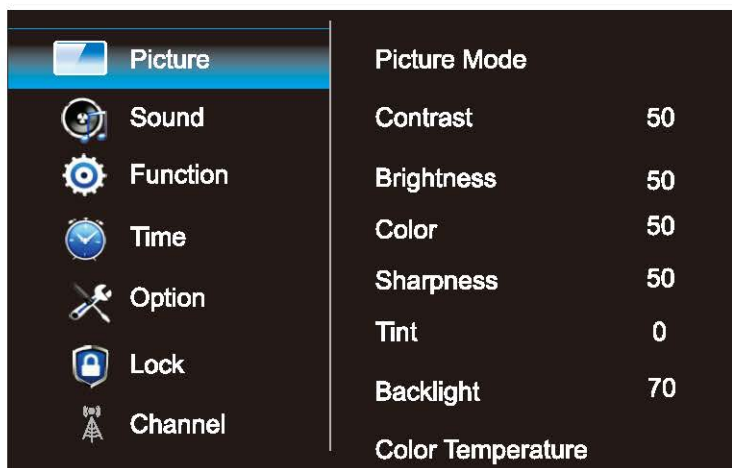 Picture
Sound
Function
Time
Option
Lock
Channel
Picture Mode
Contrast 50
Brightness 50
Color 50
Sharpness 50
Tint 0
Backlight 70
Color Temperature